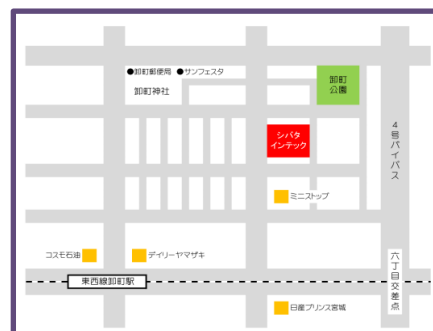 ●卸町郵便局 ●サンフェスタ
卸町神社
卸町
公園
シバタ
インテック
4号バイパス
ミニストップ
コスモ石油
デイリーヤマザキ
六丁目交差点
東西線卸町駅
日産プリンス宮城